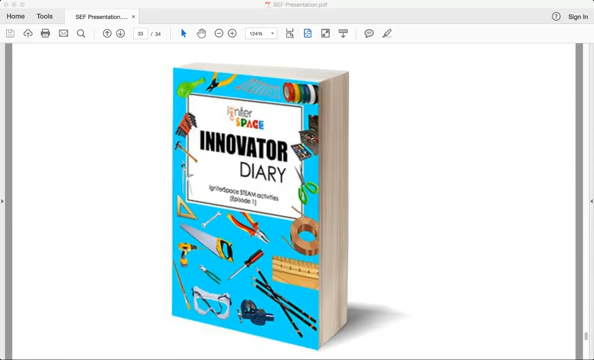 SEF Presentation.pdf
Home
Tools
SEF Presentation....
×
Sign In
33
/ 34
124%
igniter
SPACE
INNOVATOR
DIARY
IgniterSpace STEAM activities
(Episode 1)